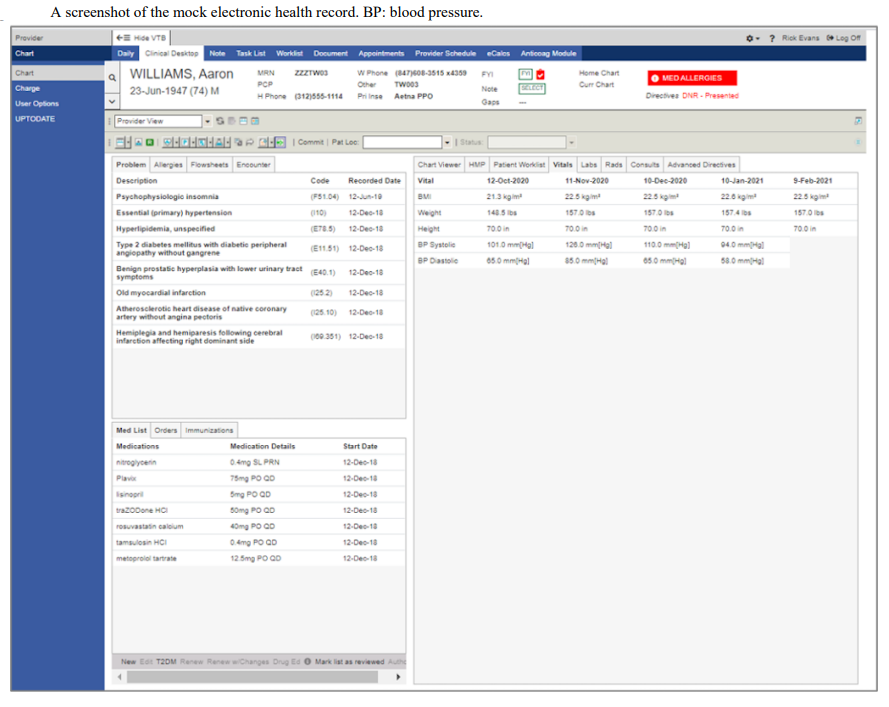 A screenshot of the mock electronic health record. BP: blood pressure.
Provider
Hide VTB
Rick Evans Log Off
Chart
Daily Clinical Desktop Note Task List Worklist Document Appointments Provider Schedule eCalcs Anticoag Module
Chart
Charge
User Options
UPTODATE
WILLIAMS, Aaron
23-Jun-1947 (74) M
MRN ZZZTW03
PCP
H Phone (312)555-1114
W Phone (847)608-3515 x4359
Other TW003
Pri Inse Aetna PPO
FYI FYI
Note SELECT
Gaps ---
Home Chart
Curr Chart
MED ALLERGIES
Directives DNR - Presented
Provider View
Commit Pat Loc: Status:
Problem Allergies Flowsheets Encounter
Description Code Recorded Date
Psychophysiologic insomnia (F51.04) 12-Jun-19
Essential (primary) hypertension (I10) 12-Dec-18
Hyperlipidemia, unspecified (E78.5) 12-Dec-18
Type 2 diabetes mellitus with diabetic peripheral
angiopathy without gangrene (E11.51) 12-Dec-18
Benign prostatic hyperplasia with lower urinary tract
symptoms (E40.1) 12-Dec-18
Old myocardial infarction (I25.2) 12-Dec-18
Atherosclerotic heart disease of native coronary
artery without angina pectoris (I25.10) 12-Dec-18
Hemiplegia and hemiparesis following cerebral
infarction affecting right dominant side (I69.351) 12-Dec-18
Chart Viewer HMP Patient Worklist Vitals Labs Rads Consults Advanced Directives
Vital 12-Oct-2020 11-Nov-2020 10-Dec-2020 10-Jan-2021 9-Feb-2021
BMI 21.3 kg/m² 22.5 kg/m² 22.5 kg/m² 22.6 kg/m² 22.5 kg/m²
Weight 148.5 lbs 157.0 lbs 157.0 lbs 157.4 lbs 157.0 lbs
Height 70.0 in 70.0 in 70.0 in 70.0 in 70.0 in
BP Systolic 101.0 mm[Hg] 126.0 mm[Hg] 110.0 mm[Hg] 94.0 mm[Hg]
BP Diastolic 65.0 mm[Hg] 85.0 mm[Hg] 65.0 mm[Hg] 58.0 mm[Hg]
Med List Orders Immunizations
Medications Medication Details Start Date
nitroglycerin 0.4mg SL PRN 12-Dec-18
Plavix 75mg PO QD 12-Dec-18
lisinopril 5mg PO QD 12-Dec-18
traZODone HCl 50mg PO QD 12-Dec-18
rosuvastatin calcium 40mg PO QD 12-Dec-18
tamsulosin HCl 0.4mg PO QD 12-Dec-18
metoprolol tartrate 12.5mg PO QD 12-Dec-18
New Edit T2DM Renew Renew w/Changes Drug Ed Mark list as reviewed Autho